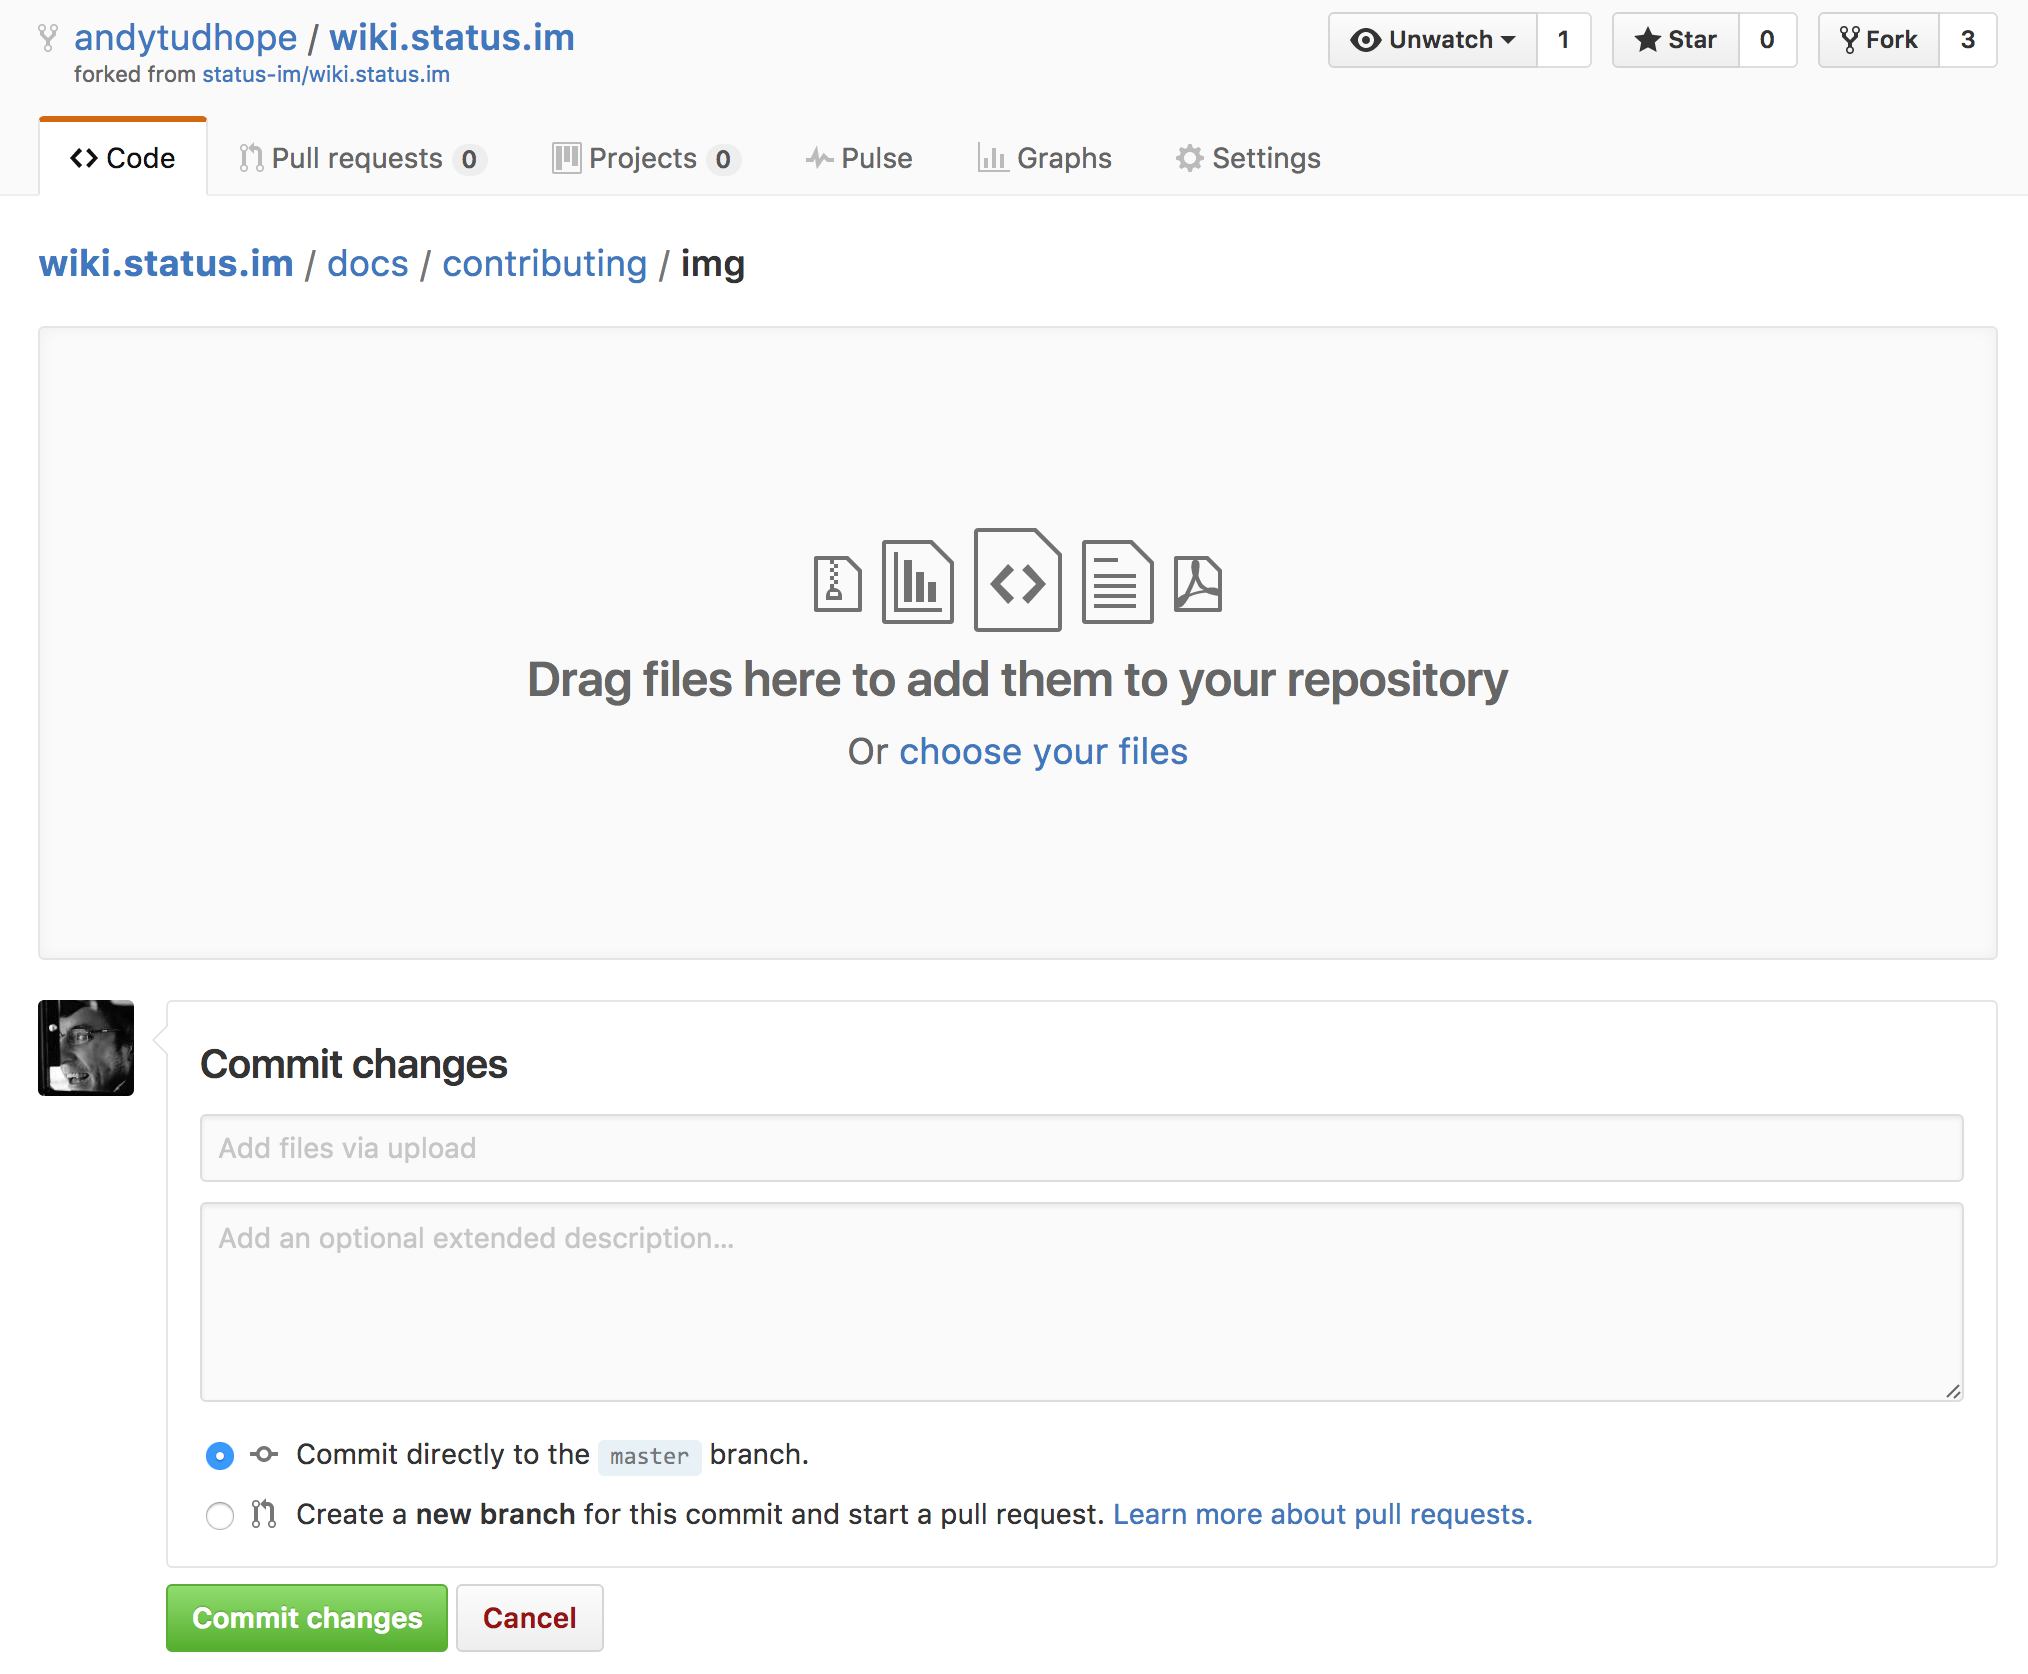 andytudhope / wiki.status.im
Unwatch 1
Star 0
Fork 3
forked from status-im/wiki.status.im
Code
Pull requests 0
Projects 0
Pulse
Graphs
Settings
wiki.status.im / docs / contributing / img
Drag files here to add them to your repository
Or choose your files
Commit changes
Add files via upload
Add an optional extended description...
Commit directly to the master branch.
Create a new branch for this commit and start a pull request. Learn more about pull requests.
Commit changes
Cancel